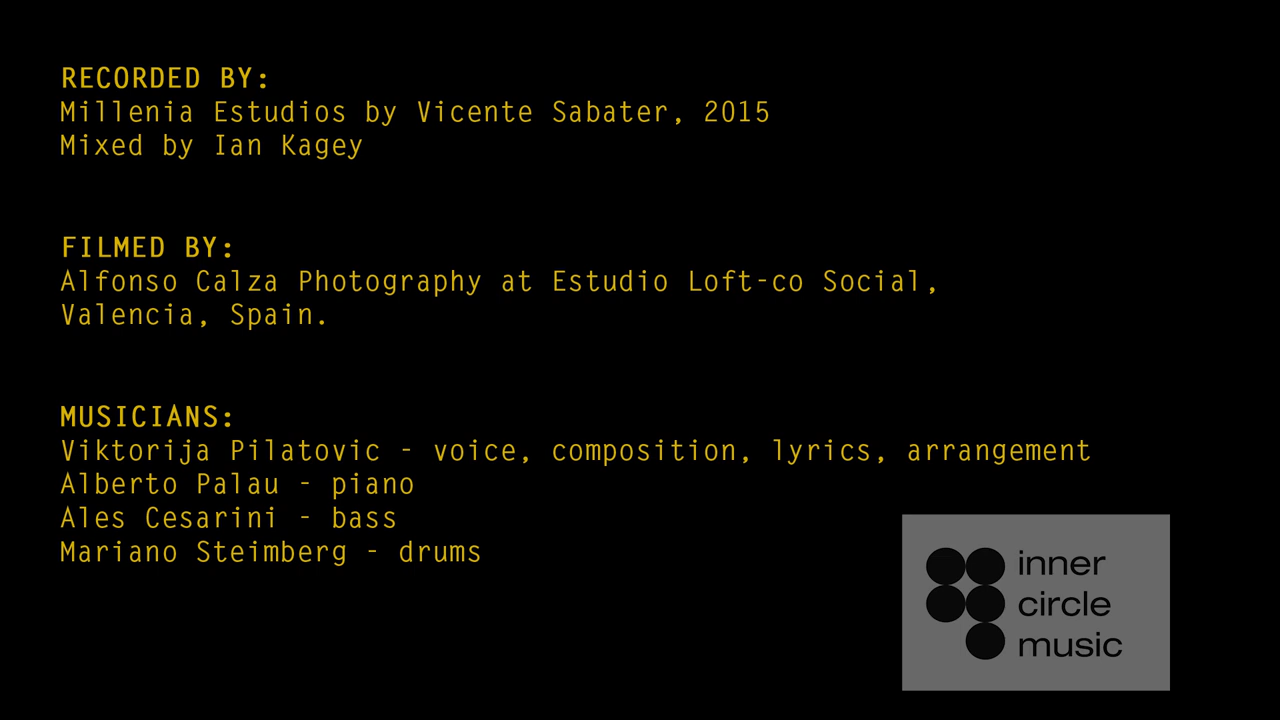 RECORDED BY:
Millenia Estudios by Vicente Sabater, 2015
Mixed by Ian Kagey
FILMED BY:
Alfonso Calza Photography at Estudio Loft-co Social,
Valencia, Spain.
MUSICIANS:
Viktorija Pilatovic - voice, composition, lyrics, arrangement
Alberto Palau - piano
Ales Cesarini - bass
Mariano Steimberg - drums
inner
circle
music